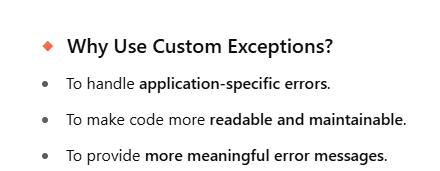 🔸 Why Use Custom Exceptions?
• To handle application-specific errors.
• To make code more readable and maintainable.
• To provide more meaningful error messages.